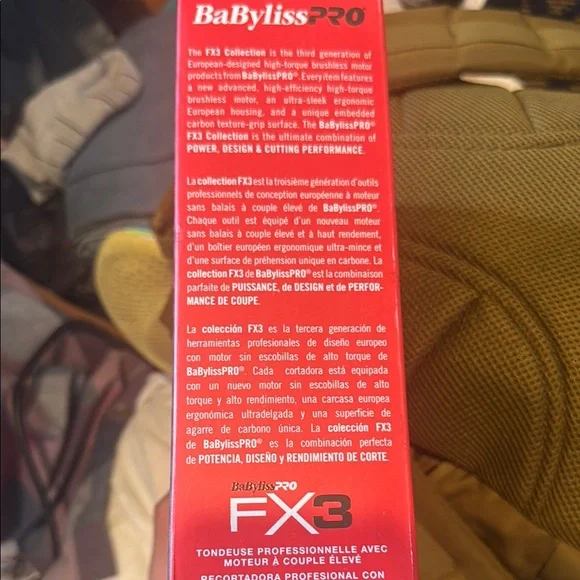 BaBylissPRO®
The FX3 Collection is the third generation of
European-designed high-torque brushless motor
products from BaBylissPRO®. Every item features
a new advanced, high-efficiency high-torque
brushless motor, an ultra-sleek ergonomic
European housing, and a unique embedded
carbon texture-grip surface. The BaBylissPRO®
FX3 Collection is the ultimate combination of
POWER, DESIGN & CUTTING PERFORMANCE.
La collection FX3 est la troisième génération d'outils
professionnels de conception européenne à moteur
sans balais à couple élevé de BaBylissPRO®.
Chaque outil est équipé d'un nouveau moteur
sans balais à couple élevé et à haut rendement,
d'un boîtier européen ergonomique ultra-mince et
d'une surface de préhension unique en carbone. La
collection FX3 de BaBylissPRO® est la combinaison
parfaite de PUISSANCE, de DESIGN et de PERFOR-
MANCE DE COUPE.
La colección FX3 es la tercera generación de
herramientas profesionales de diseño europeo
con motor sin escobillas de alto torque de
BaBylissPRO®. Cada cortadora está equipada
con un nuevo motor sin escobillas de alto
torque y alto rendimiento, una carcasa europea
ergonómica ultradelgada y una superficie de
agarre de carbono única. La colección FX3
de BaBylissPRO® es la combinación perfecta
de POTENCIA, DISEÑO y RENDIMIENTO DE CORTE.
BaBylissPRO
FX3
TONDEUSE PROFESSIONNELLE AVEC
MOTEUR À COUPLE ÉLEVÉ
RECORTADORA PROFESIONAL CON